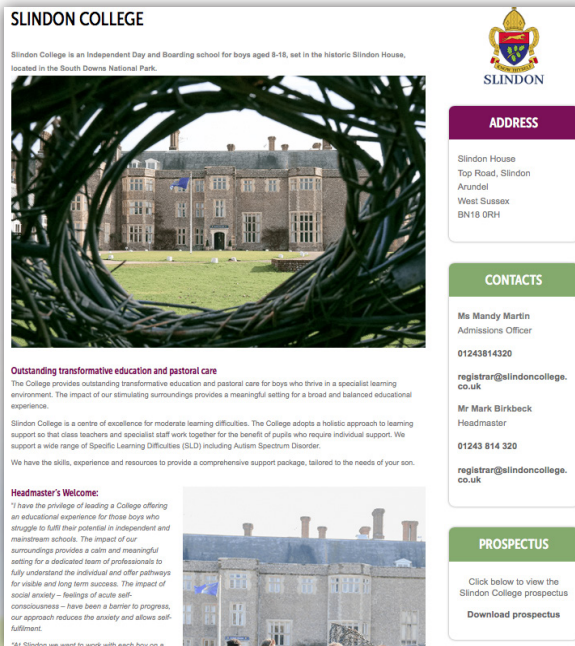 SLINDON COLLEGE
Slindon College is an Independent Day and Boarding school for boys aged 8-18, set in the historic Slindon House,
located in the South Downs National Park.
Outstanding transformative education and pastoral care
The College provides outstanding transformative education and pastoral care for boys who thrive in a specialist learning
environment. The impact of our stimulating surroundings provides a meaningful setting for a broad and balanced educational
experience.
Slindon College is a centre of excellence for moderate learning difficulties. The College adopts a holistic approach to learning
support so that class teachers and specialist staff work together for the benefit of pupils who require individual support. We
support a wide range of Specific Learning Difficulties (SLD) including Autism Spectrum Disorder.
We have the skills, experience and resources to provide a comprehensive support package, tailored to the needs of your son.
Headmaster's Welcome:
"I have the privilege of leading a College offering
an educational experience for those boys who
struggle to fulfil their potential in independent and
mainstream schools. The impact of our
surroundings provides a calm and meaningful
setting for a dedicated team of professionals to
fully understand the individual and offer pathways
for visible and long term success. The impact of
social anxiety – feelings of acute self-
consciousness – have been a barrier to progress,
our approach reduces the anxiety and allows self-
fulfilment.
"At Slindon we want to work with each boy on a
SLINDON
ADDRESS
Slindon House
Top Road, Slindon
Arundel
West Sussex
BN18 0RH
CONTACTS
Ms Mandy Martin
Admissions Officer
01243814320
registrar@slindoncollege.
co.uk
Mr Mark Birkbeck
Headmaster
01243 814 320
registrar@slindoncollege.
co.uk
PROSPECTUS
Click below to view the
Slindon College prospectus
Download prospectus